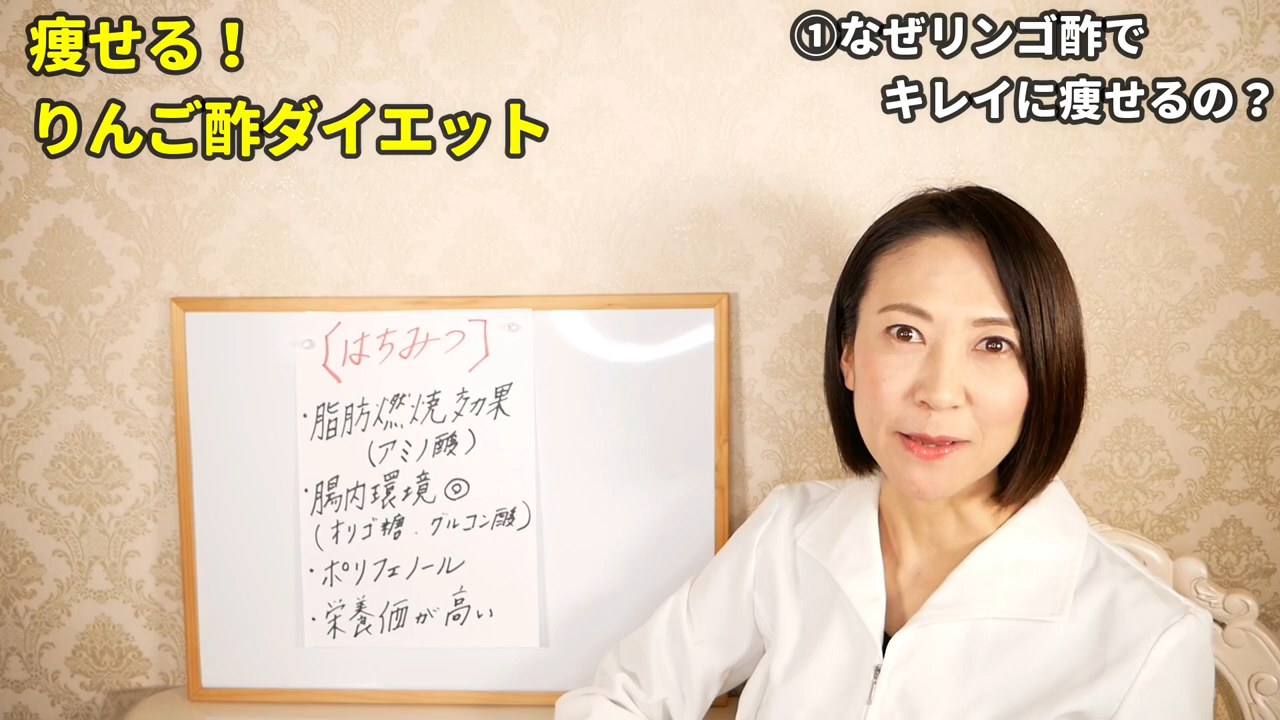 痩せる！
りんご酢ダイエット
①なぜリンゴ酢で
キレイに痩せるの？
〔はちみつ〕
・脂肪燃焼効果
(アミノ酸)
・腸内環境◎
(オリゴ糖.グルコン酸)
・ポリフェノール
・栄養価が高い